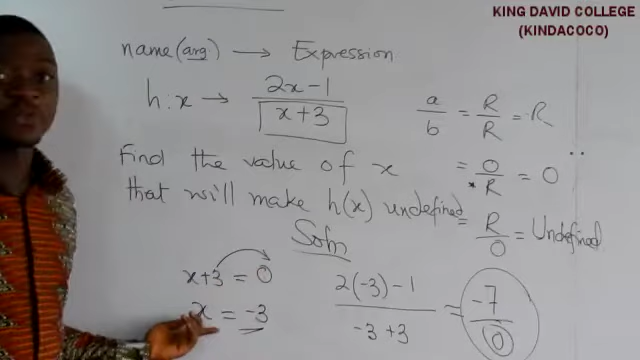 KING DAVID COLLEGE
(KINDACOCO)
name(arg) → Expression
h:x → 2x-1 / x+3
a/b = R/R = R
Find the value of x
= 0/R = 0
that will make h(x) undefined
= R/0 = Undefined
Soln
x+3 = 0
x = -3
2(-3)-1 / -3+3 = -7/0